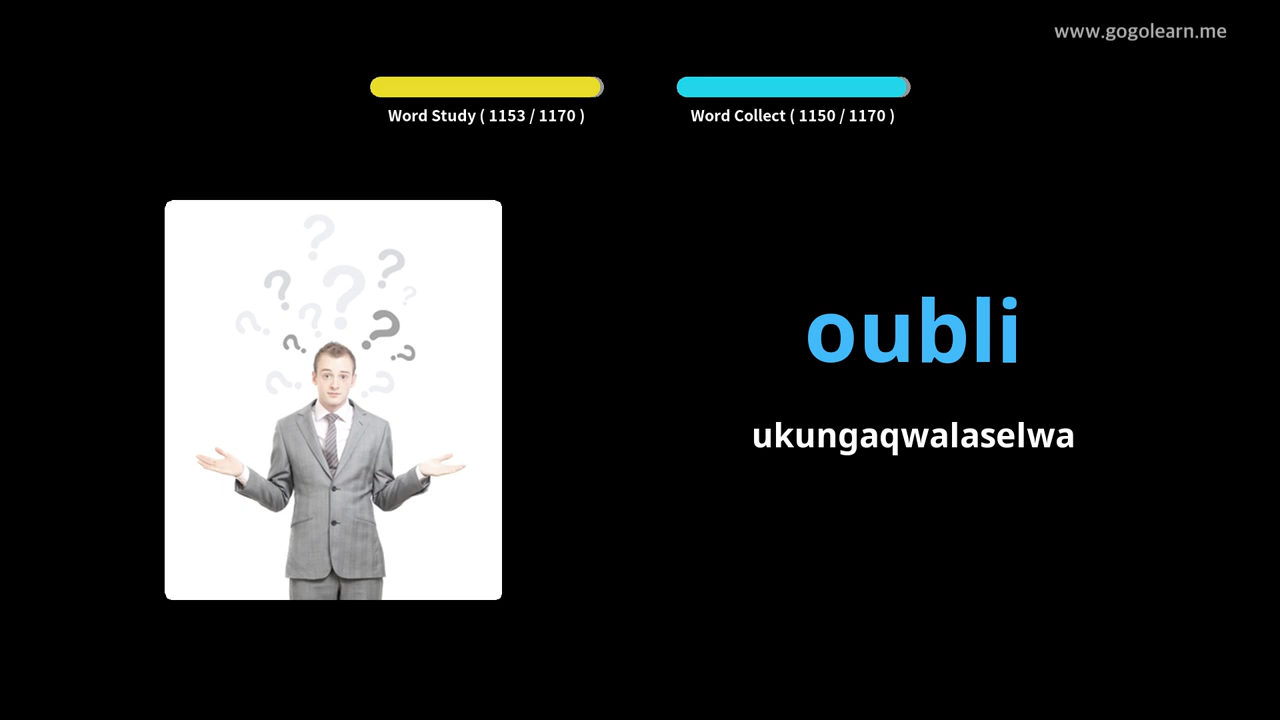 www.gogolearn.me
Word Study ( 1153 / 1170 )
Word Collect ( 1150 / 1170 )
oubli
ukungaqwalaselwa